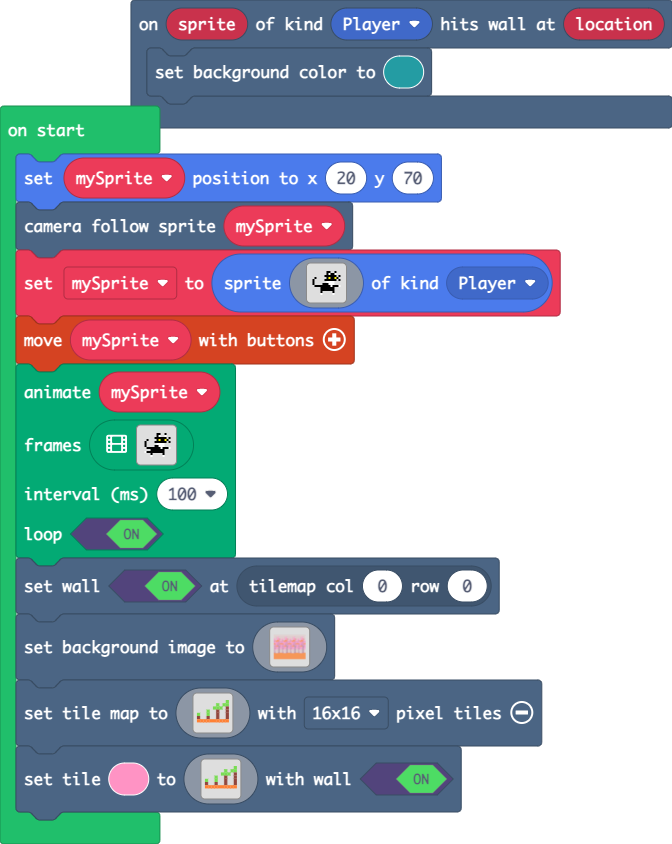 on sprite of kind Player hits wall at location
set background color to
on start
set mySprite position to x 20 y 70
camera follow sprite mySprite
set mySprite to sprite of kind Player
move mySprite with buttons
animate mySprite
frames
interval (ms) 100
loop ON
set wall ON at tilemap col 0 row 0
set background image to
set tile map to with 16x16 pixel tiles
set tile to with wall ON